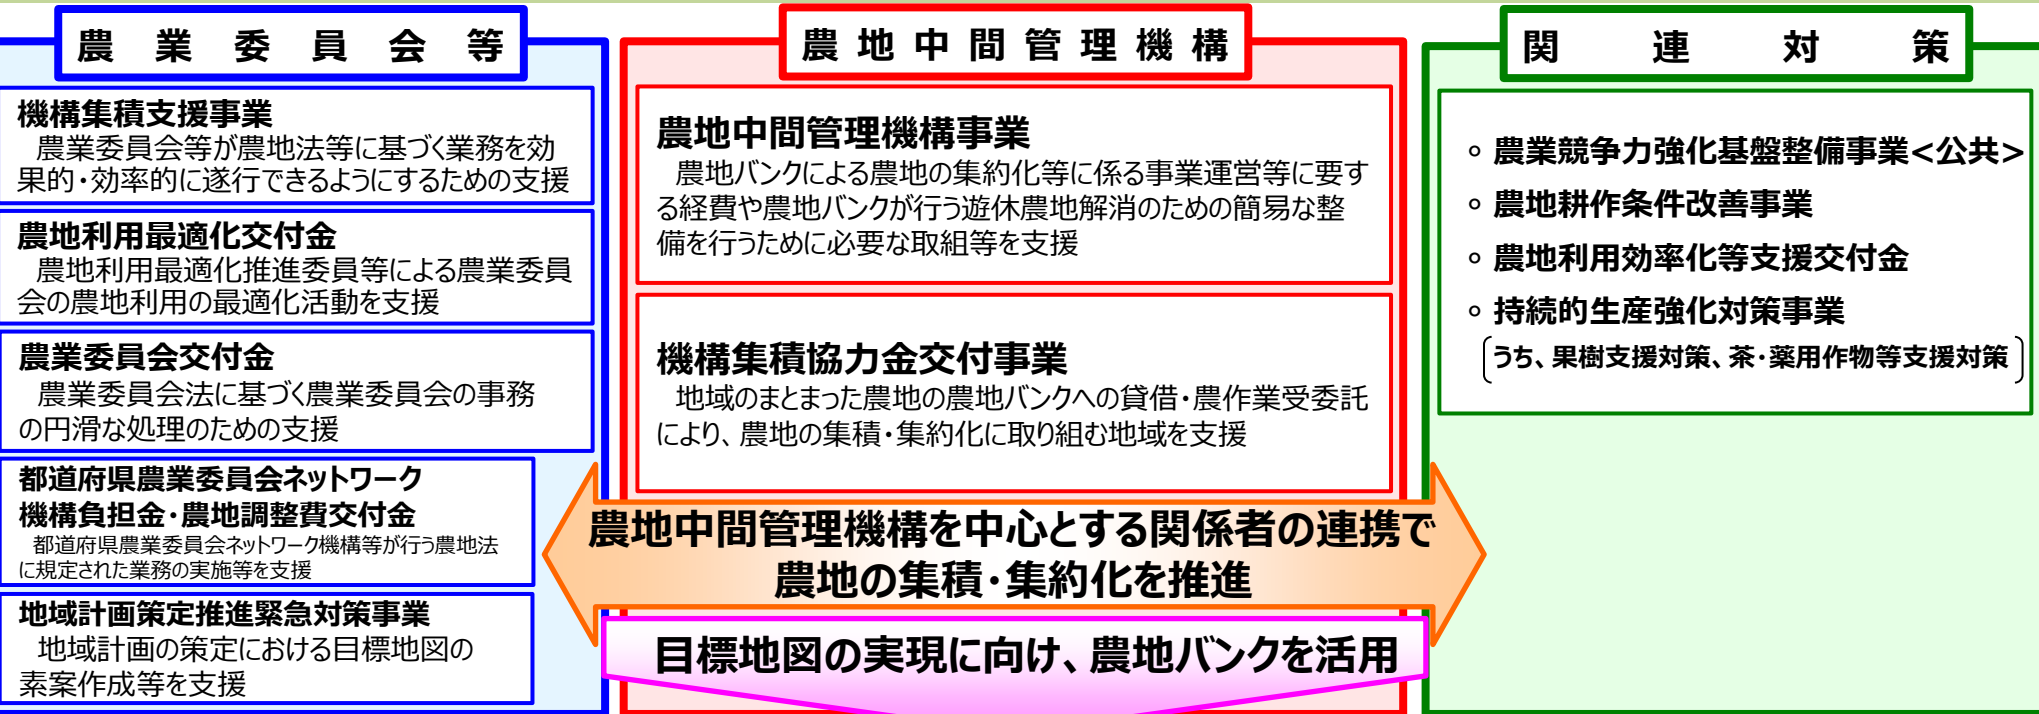 農業委員会等
機構集積支援事業
農業委員会等が農地法等に基づく業務を効
果的・効率的に遂行できるようにするための支援
農地利用最適化交付金
農地利用最適化推進委員等による農業委員
会の農地利用の最適化活動を支援
農業委員会交付金
農業委員会法に基づく農業委員会の事務
の円滑な処理のための支援
都道府県農業委員会ネットワーク
機構負担金・農地調整費交付金
都道府県農業委員会ネットワーク機構等が行う農地法
に規定された業務の実施等を支援
地域計画策定推進緊急対策事業
地域計画の策定における目標地図の
素案作成等を支援
農地中間管理機構
農地中間管理機構事業
農地バンクによる農地の集約化等に係る事業運営等に要す
る経費や農地バンクが行う遊休農地解消のための簡易な整
備を行うために必要な取組等を支援
機構集積協力金交付事業
地域のまとまった農地の農地バンクへの貸借・農作業受委託
により、農地の集積・集約化に取り組む地域を支援
関連対策
○ 農業競争力強化基盤整備事業<公共>
○ 農地耕作条件改善事業
○ 農地利用効率化等支援交付金
○ 持続的生産強化対策事業
うち、果樹支援対策、茶・薬用作物等支援対策
農地中間管理機構を中心とする関係者の連携で
農地の集積・集約化を推進
目標地図の実現に向け、農地バンクを活用